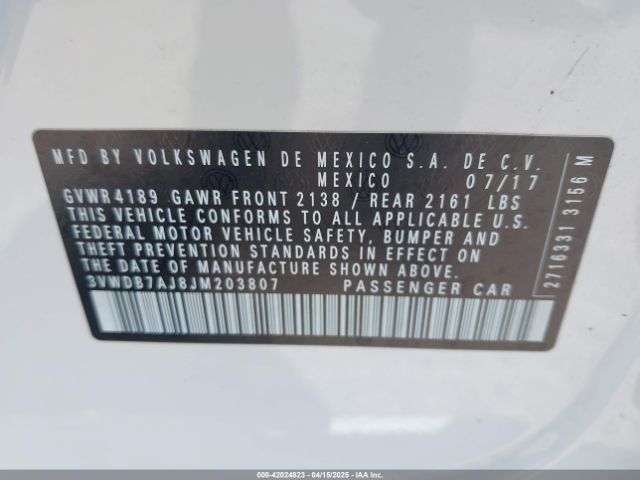 MFD BY VOLKSWAGEN DE MEXICO S.A. DE C.V.
MEXICO 07/17
GVWR 4189 GAWR FRONT 2138 / REAR 2161 LBS
THIS VEHICLE CONFORMS TO ALL APPLICABLE U.S.
FEDERAL MOTOR VEHICLE SAFETY, BUMPER AND
THEFT PREVENTION STANDARDS IN EFFECT ON
THE DATE OF MANUFACTURE SHOWN ABOVE.
3VWDB7AJ8JM203807 PASSENGER CAR
2716331 3156 M
000-42024823 - 04/15/2025 - IAA Inc.